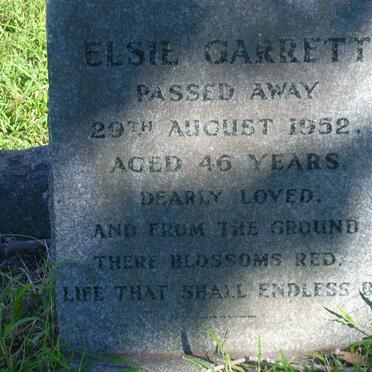 ELSIE GARRETT
PASSED AWAY
29TH AUGUST 1952.
AGED 46 YEARS.
DEARLY LOVED.
AND FROM THE GROUND
THERE BLOSSOMS RED,
LIFE THAT SHALL ENDLESS